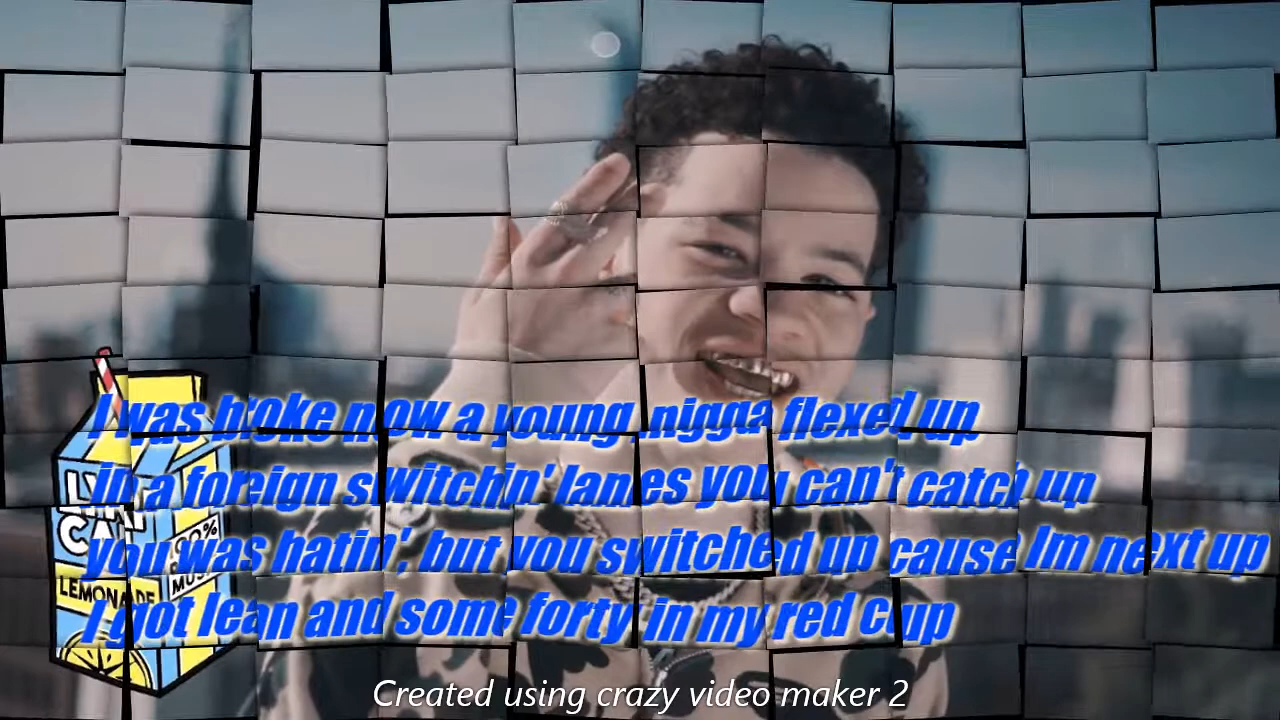 I was broke now a young nigga flexed up
in a foreign switchin' lanes you can't catch up
you was hatin', but you switched up cause Im next up
I got lean and some forty in my red cup
LEMONADE
100%
Created using crazy video maker 2